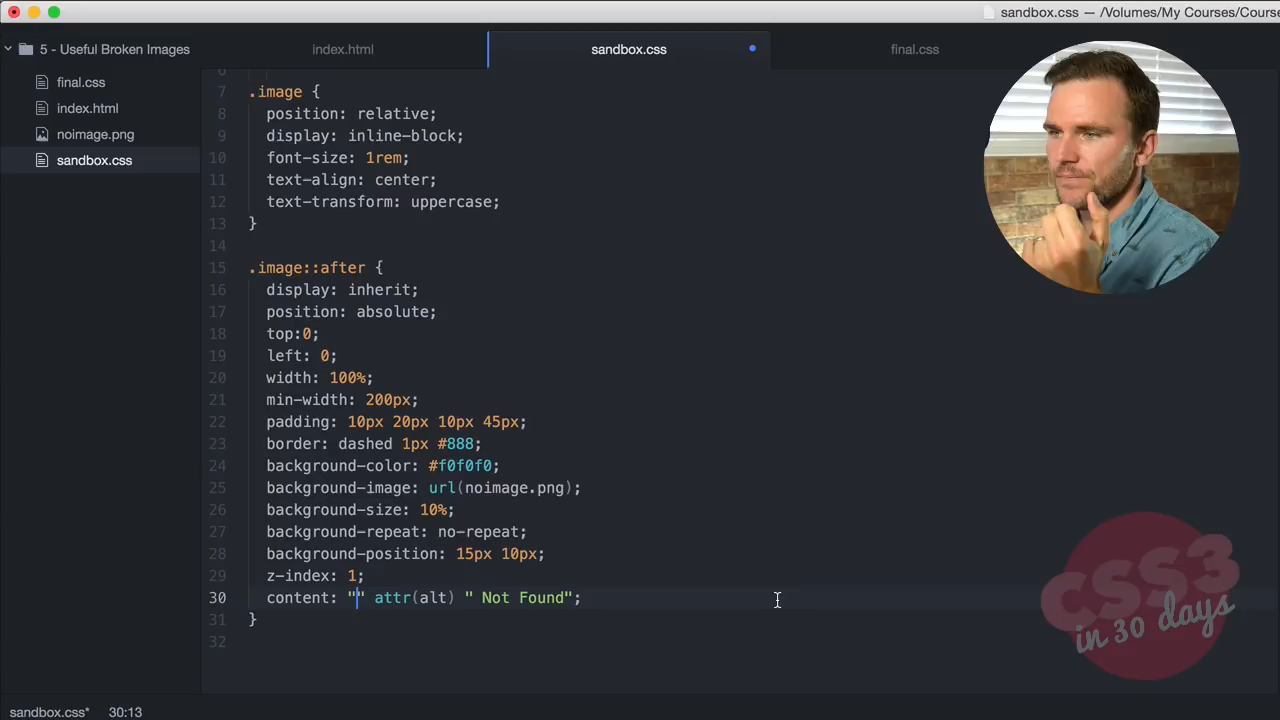 sandbox.css — /Volumes/My Courses/Course
5 - Useful Broken Images
index.html
sandbox.css
final.css
final.css
index.html
noimage.png
sandbox.css
6
7 .image {
8 position: relative;
9 display: inline-block;
10 font-size: 1rem;
11 text-align: center;
12 text-transform: uppercase;
13 }
14
15 .image::after {
16 display: inherit;
17 position: absolute;
18 top:0;
19 left: 0;
20 width: 100%;
21 min-width: 200px;
22 padding: 10px 20px 10px 45px;
23 border: dashed 1px #888;
24 background-color: #f0f0f0;
25 background-image: url(noimage.png);
26 background-size: 10%;
27 background-repeat: no-repeat;
28 background-position: 15px 10px;
29 z-index: 1;
30 content: "" attr(alt) " Not Found";
31 }
32
CSS3
in 30 days
sandbox.css* 30:13